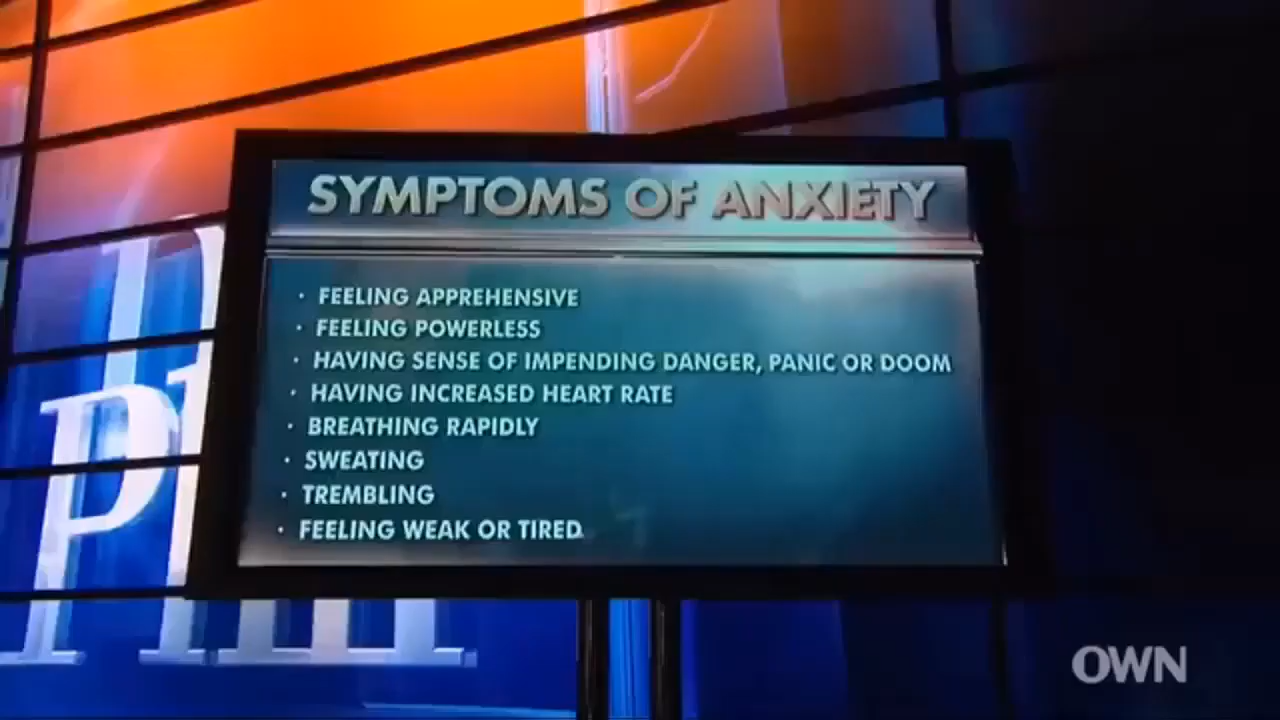 SYMPTOMS OF ANXIETY
· FEELING APPREHENSIVE
· FEELING POWERLESS
· HAVING SENSE OF IMPENDING DANGER, PANIC OR DOOM
· HAVING INCREASED HEART RATE
· BREATHING RAPIDLY
· SWEATING
· TREMBLING
· FEELING WEAK OR TIRED
Phil
OWN